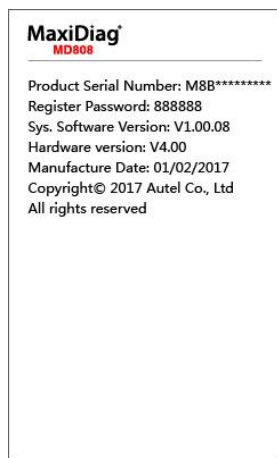 MaxiDiag
MD808
Product Serial Number: M8B*********
Register Password: 888888
Sys. Software Version: V1.00.08
Hardware version: V4.00
Manufacture Date: 01/02/2017
Copyright© 2017 Autel Co., Ltd
All rights reserved